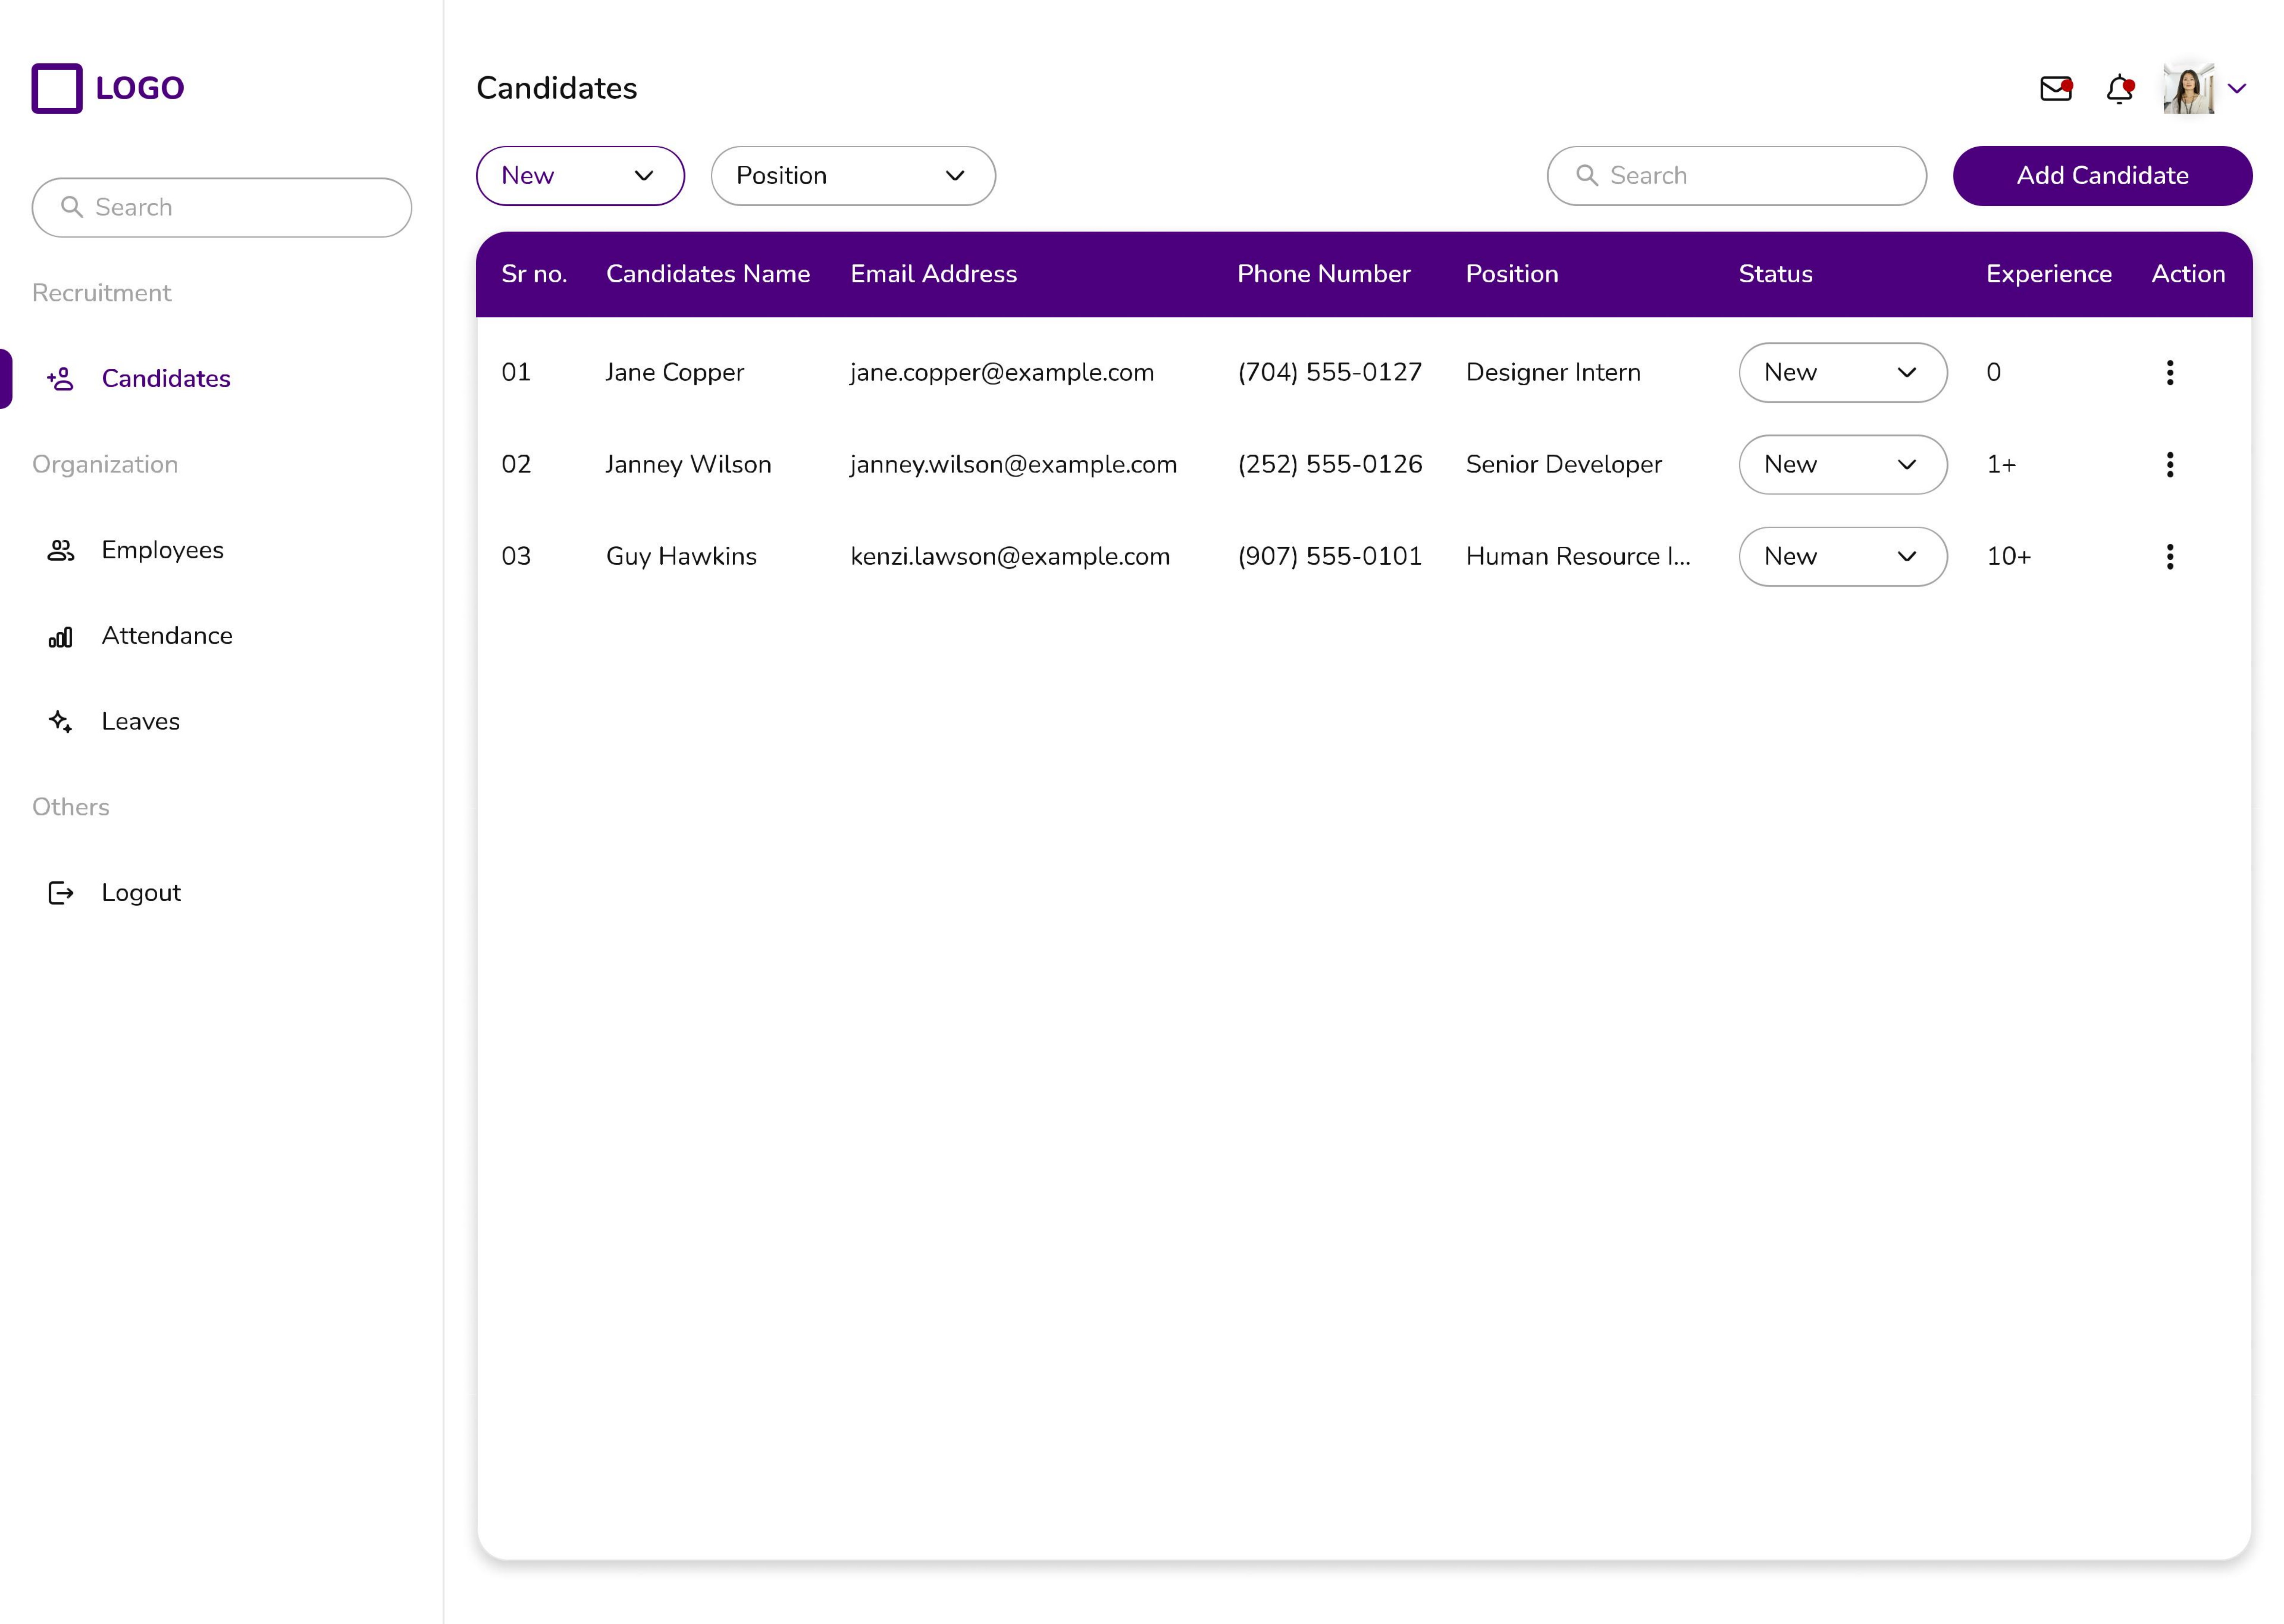 LOGO
Search
Recruitment
Candidates
Organization
Employees
Attendance
Leaves
Others
Logout
Candidates
New
Position
Search
Add Candidate
Sr no. Candidates Name Email Address Phone Number Position Status Experience Action
01 Jane Copper jane.copper@example.com (704) 555-0127 Designer Intern New 0
02 Janney Wilson janney.wilson@example.com (252) 555-0126 Senior Developer New 1+
03 Guy Hawkins kenzi.lawson@example.com (907) 555-0101 Human Resource I... New 10+